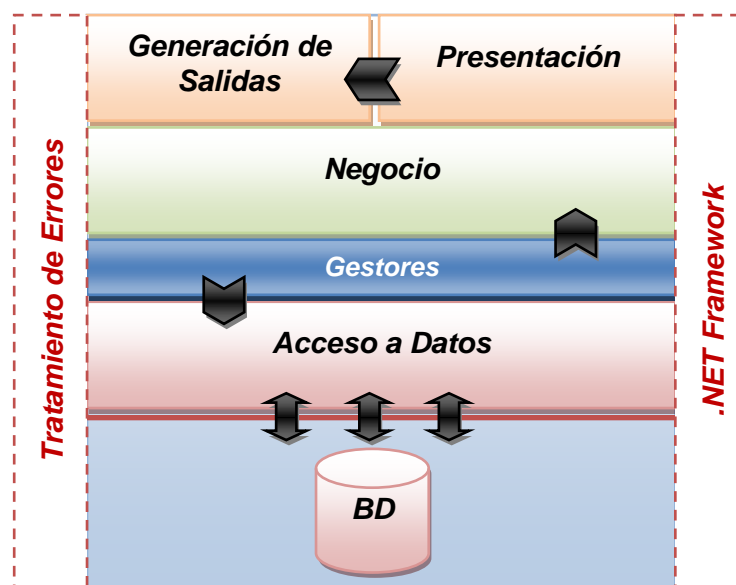 Generación de
Salidas
Presentación
Negocio
Gestores
Acceso a Datos
BD
Tratamiento de Errores
.NET Framework